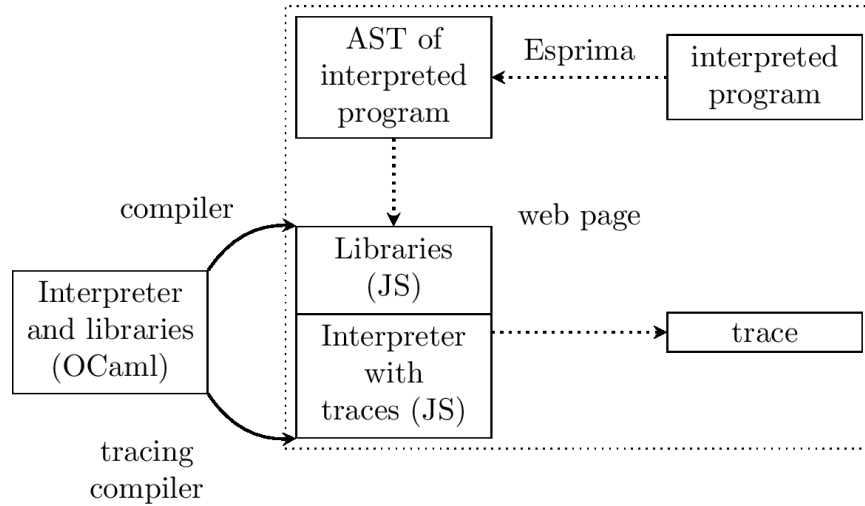 AST of
interpreted
program
Esprima
interpreted
program
compiler
web page
Libraries
(JS)
Interpreter
and libraries
(OCaml)
Interpreter
with
traces (JS)
trace
tracing
compiler